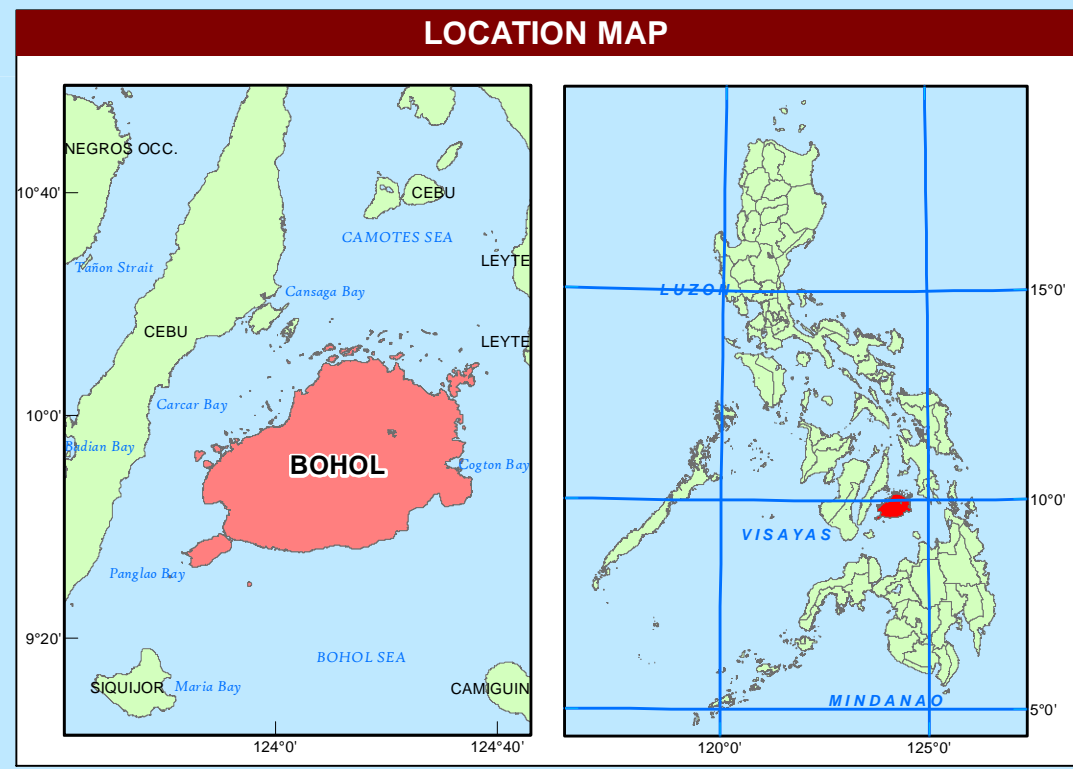 LOCATION MAP
NEGROS OCC.
10°40'
CEBU
CAMOTES SEA
LEYTE
Tañon Strait
Cansaga Bay
CEBU
LEYTE
Carcar Bay
10°0'
Badian Bay
BOHOL
Cogton Bay
Panglao Bay
9°20'
BOHOL SEA
SIQUIJOR
Maria Bay
CAMIGUIN
124°0'
124°40'
LUZON
15°0'
10°0'
VISAYAS
MINDANAO
5°0'
120°0'
125°0'